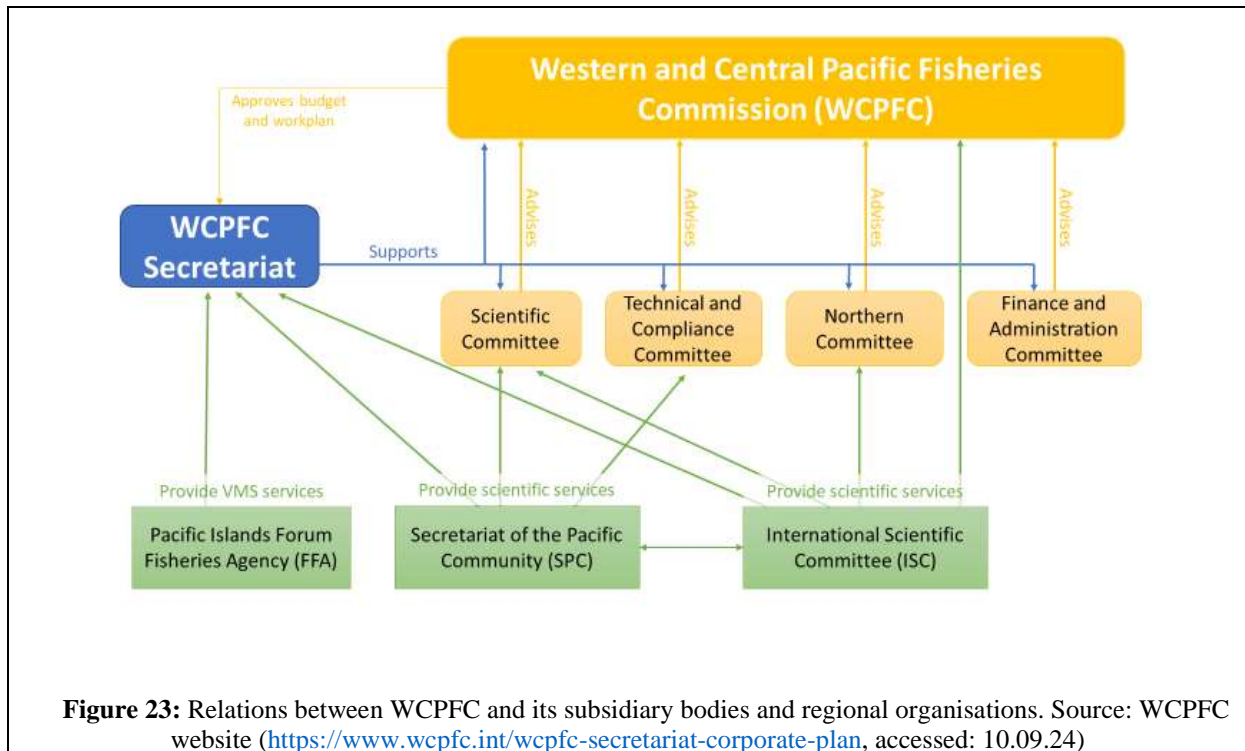 Western and Central Pacific Fisheries
Commission (WCPFC)
Approves budget
and workplan
WCPFC
Secretariat
Supports
Advises
Advises
Advises
Advises
Scientific
Committee
Technical and
Compliance
Committee
Northern
Committee
Finance and
Administration
Committee
Provide VMS services
Provide scientific services
Provide scientific services
Pacific Islands Forum
Fisheries Agency (FFA)
Secretariat of the Pacific
Community (SPC)
International Scientific
Committee (ISC)
Figure 23: Relations between WCPFC and its subsidiary bodies and regional organisations. Source: WCPFC
website (https://www.wcpfc.int/wcpfc-secretariat-corporate-plan, accessed: 10.09.24)